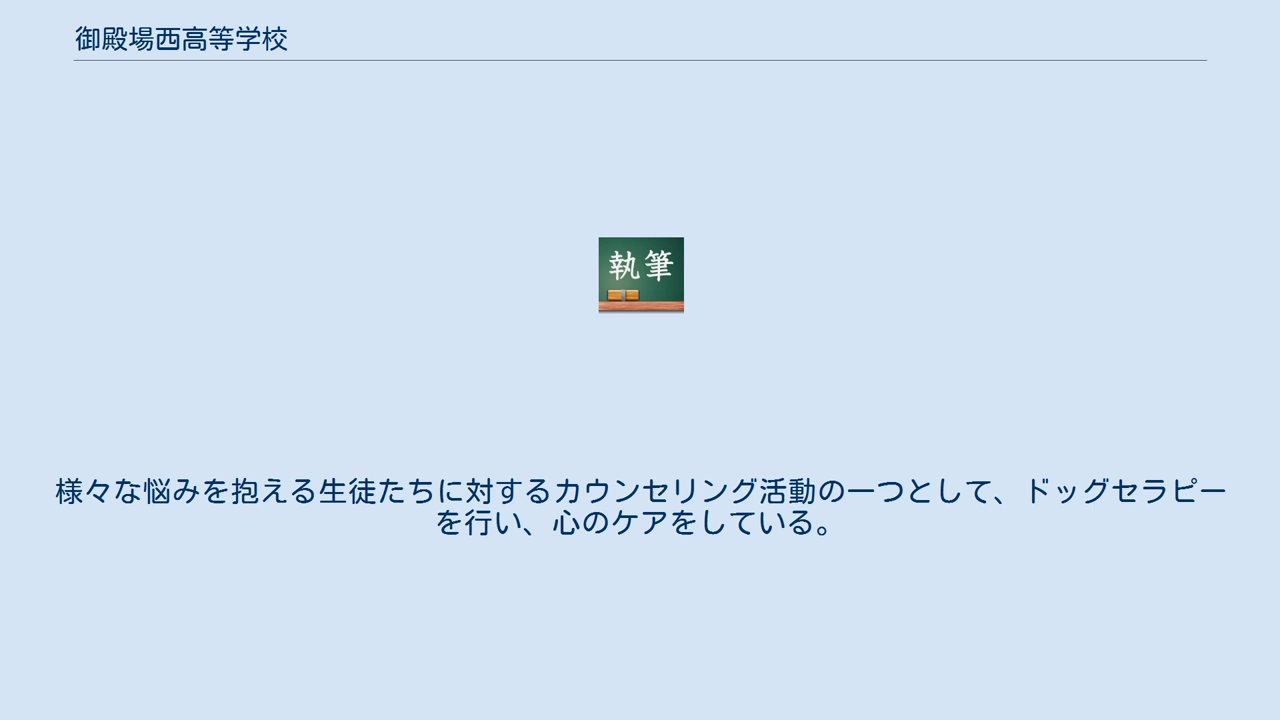 御殿場西高等学校
執筆
様々な悩みを抱える生徒たちに対するカウンセリング活動の一つとして、ドッグセラピー
を行い、心のケアをしている。